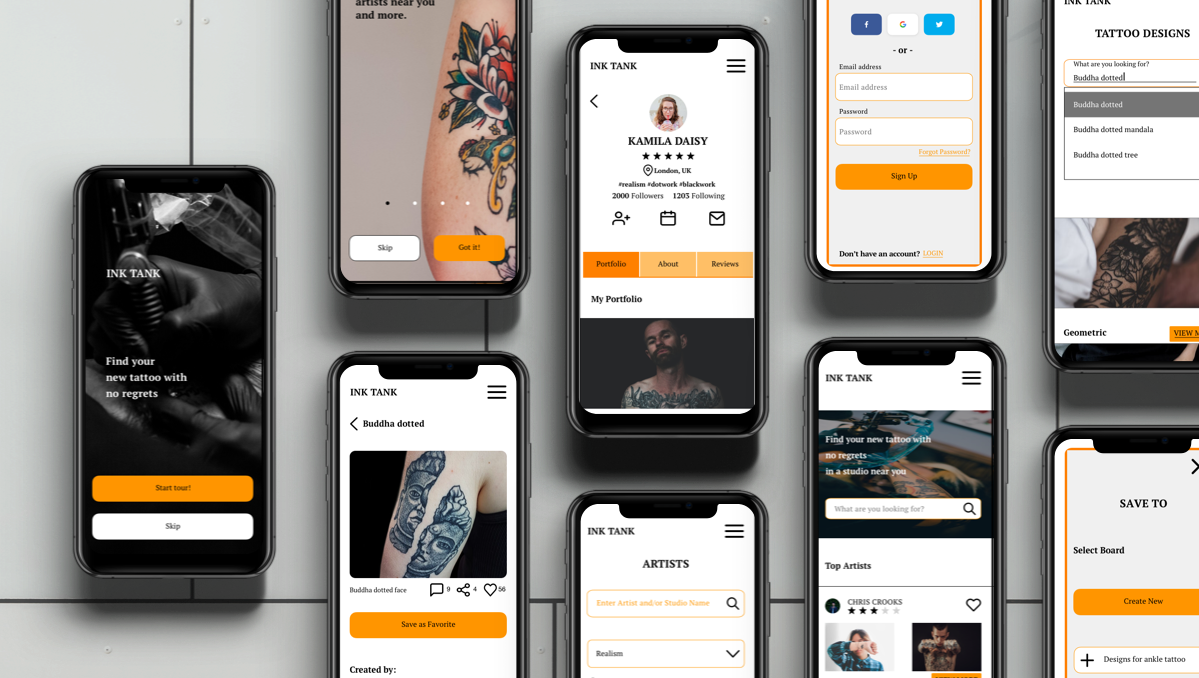 INK TANK
Find your
new tattoo with
no regrets
Start tour!
Skip
artists near you
and more.
Skip
Got it!
INK TANK
Buddha dotted
Buddha dotted face
9
4
56
Save as Favorite
Created by:
INK TANK
KAMILA DAISY
London, UK
#realism #dotwork #blackwork
2000 Followers 1203 Following
Portfolio
About
Reviews
My Portfolio
INK TANK
ARTISTS
Enter Artist and/or Studio Name
Realism
- or -
Email address
Email address
Password
Password
Forgot Password?
Sign Up
Don't have an account? LOGIN
INK TANK
Find your new tattoo with
no regrets
in a studio near you
What are you looking for?
Top Artists
CHRIS CROOKS
INK TANK
TATTOO DESIGNS
What are you looking for?
Buddha dotted
Buddha dotted
Buddha dotted mandala
Buddha dotted tree
Geometric
VIEW M
SAVE TO
Select Board
Create New
Designs for ankle tattoo